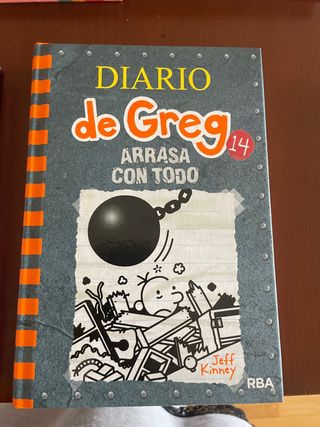 DIARIO
de Greg
14
ARRASA
CON TODO
Jeff
Kinney
RBA